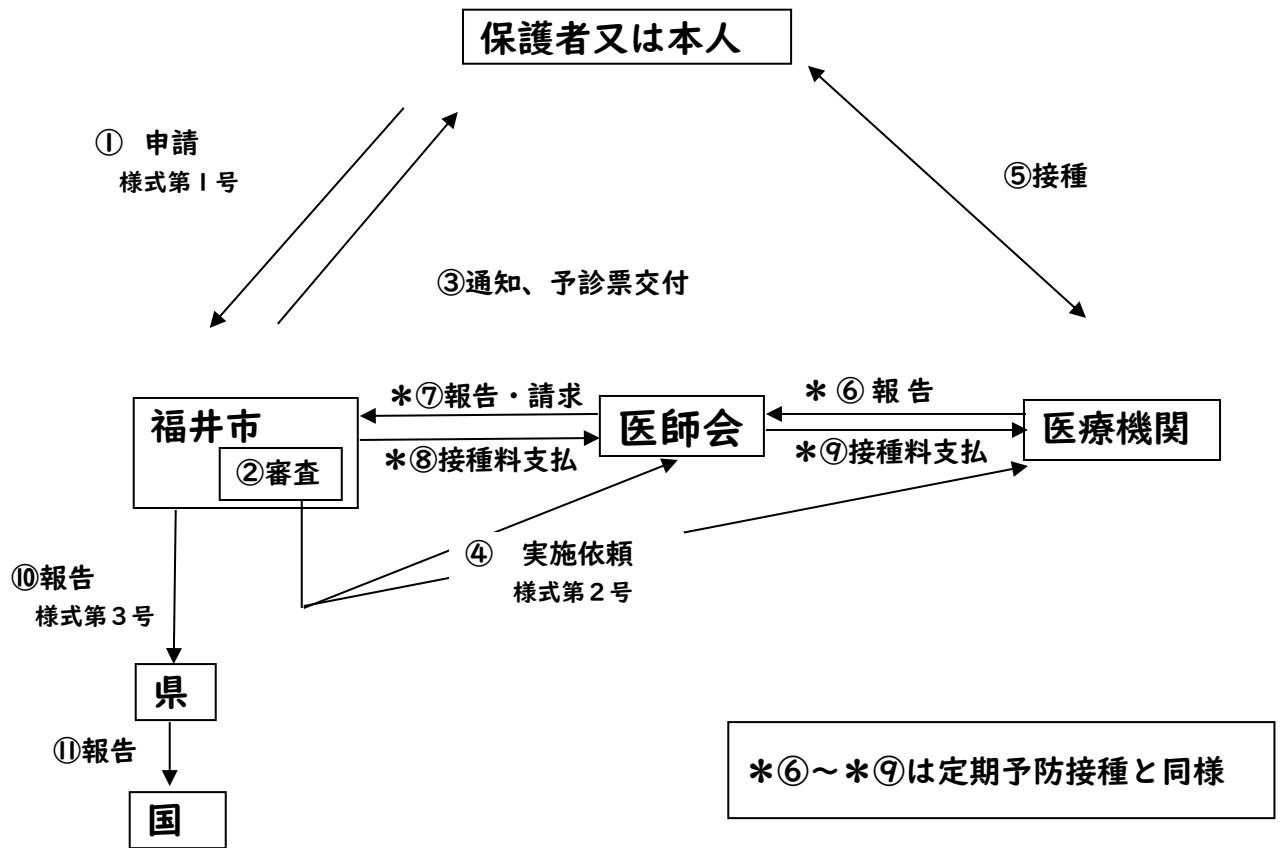 保護者又は本人
① 申請
様式第1号
⑤接種
③通知、予診票交付
*⑦報告・請求
*⑥報告
福井市
医師会
医療機関
②審査
*⑧接種料支払
*⑨接種料支払
④ 実施依頼
様式第2号
⑩報告
様式第3号
県
⑪報告
*⑥~*⑨は定期予防接種と同様
国